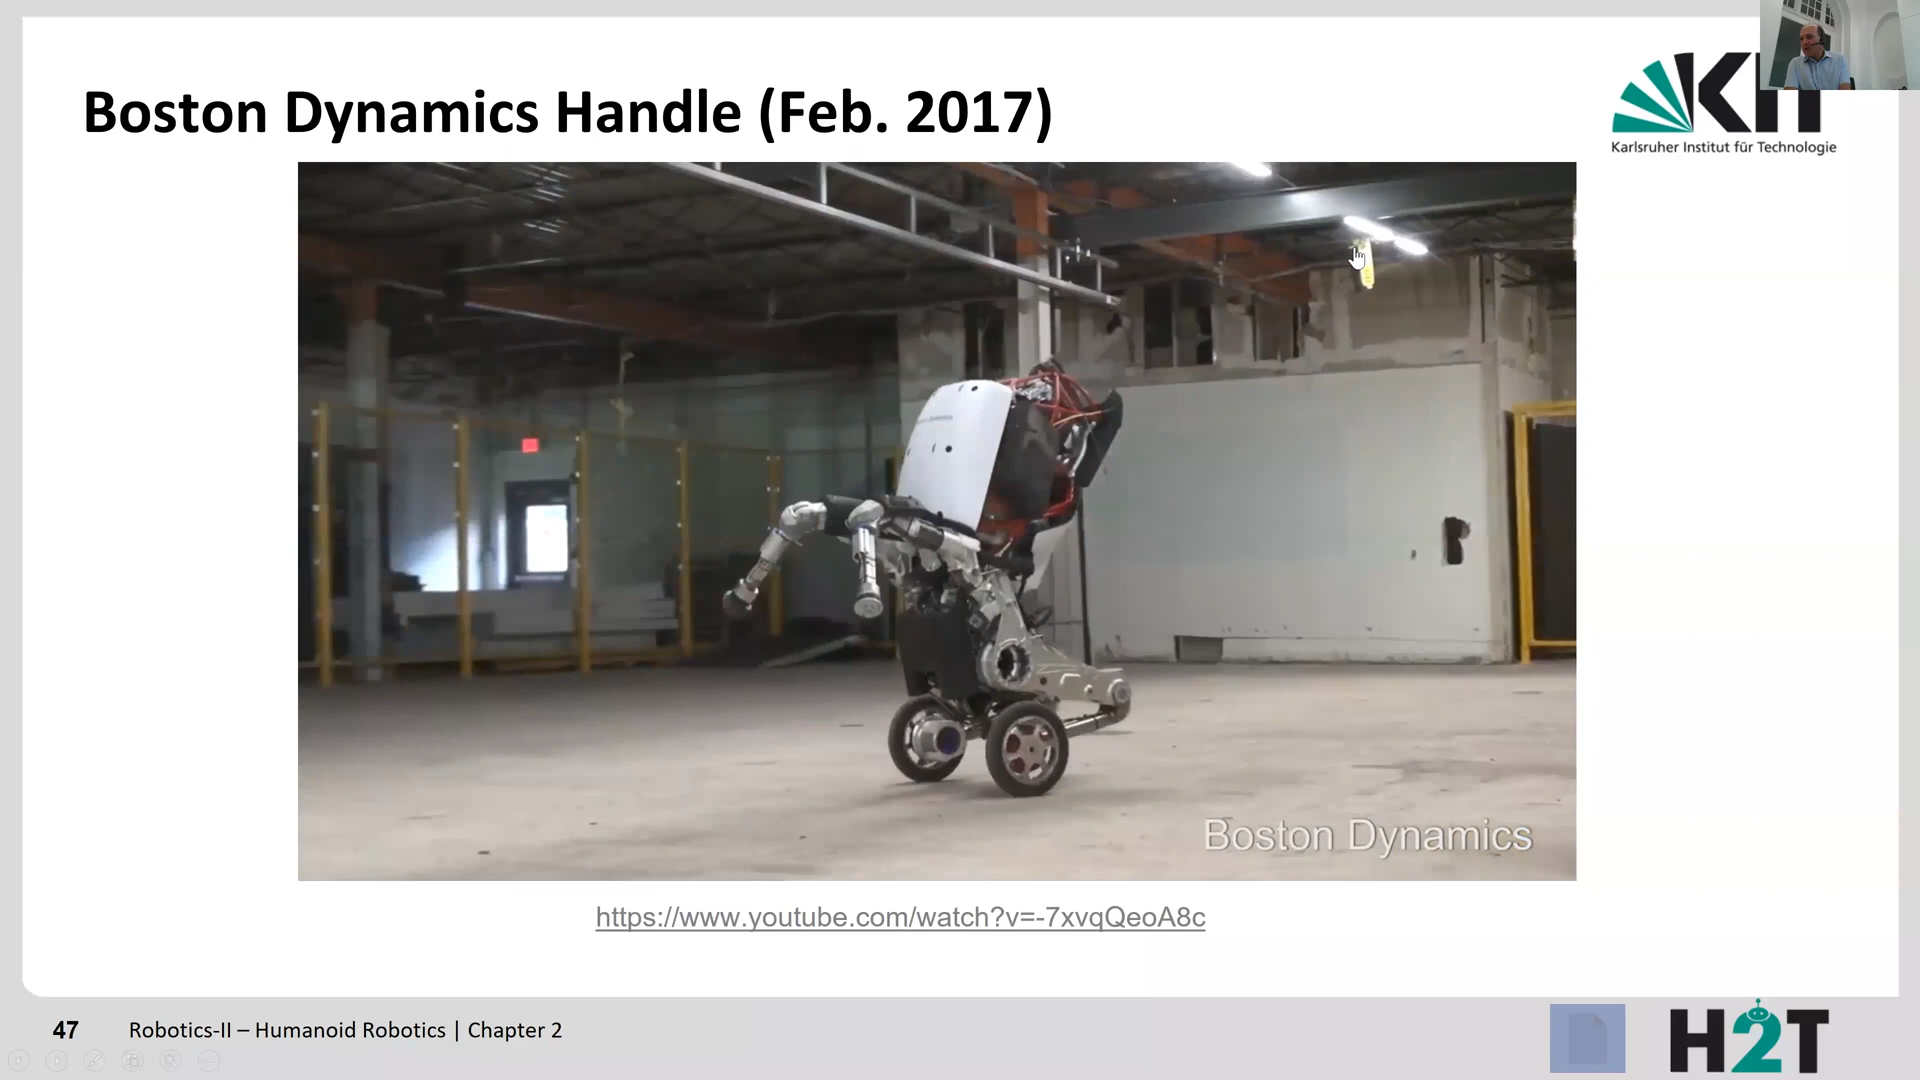 Boston Dynamics Handle (Feb. 2017)
KIT
Karlsruher Institut für Technologie
Boston Dynamics
https://www.youtube.com/watch?v=-7xvqQeoA8c
47
Robotics-II – Humanoid Robotics | Chapter 2
H2T